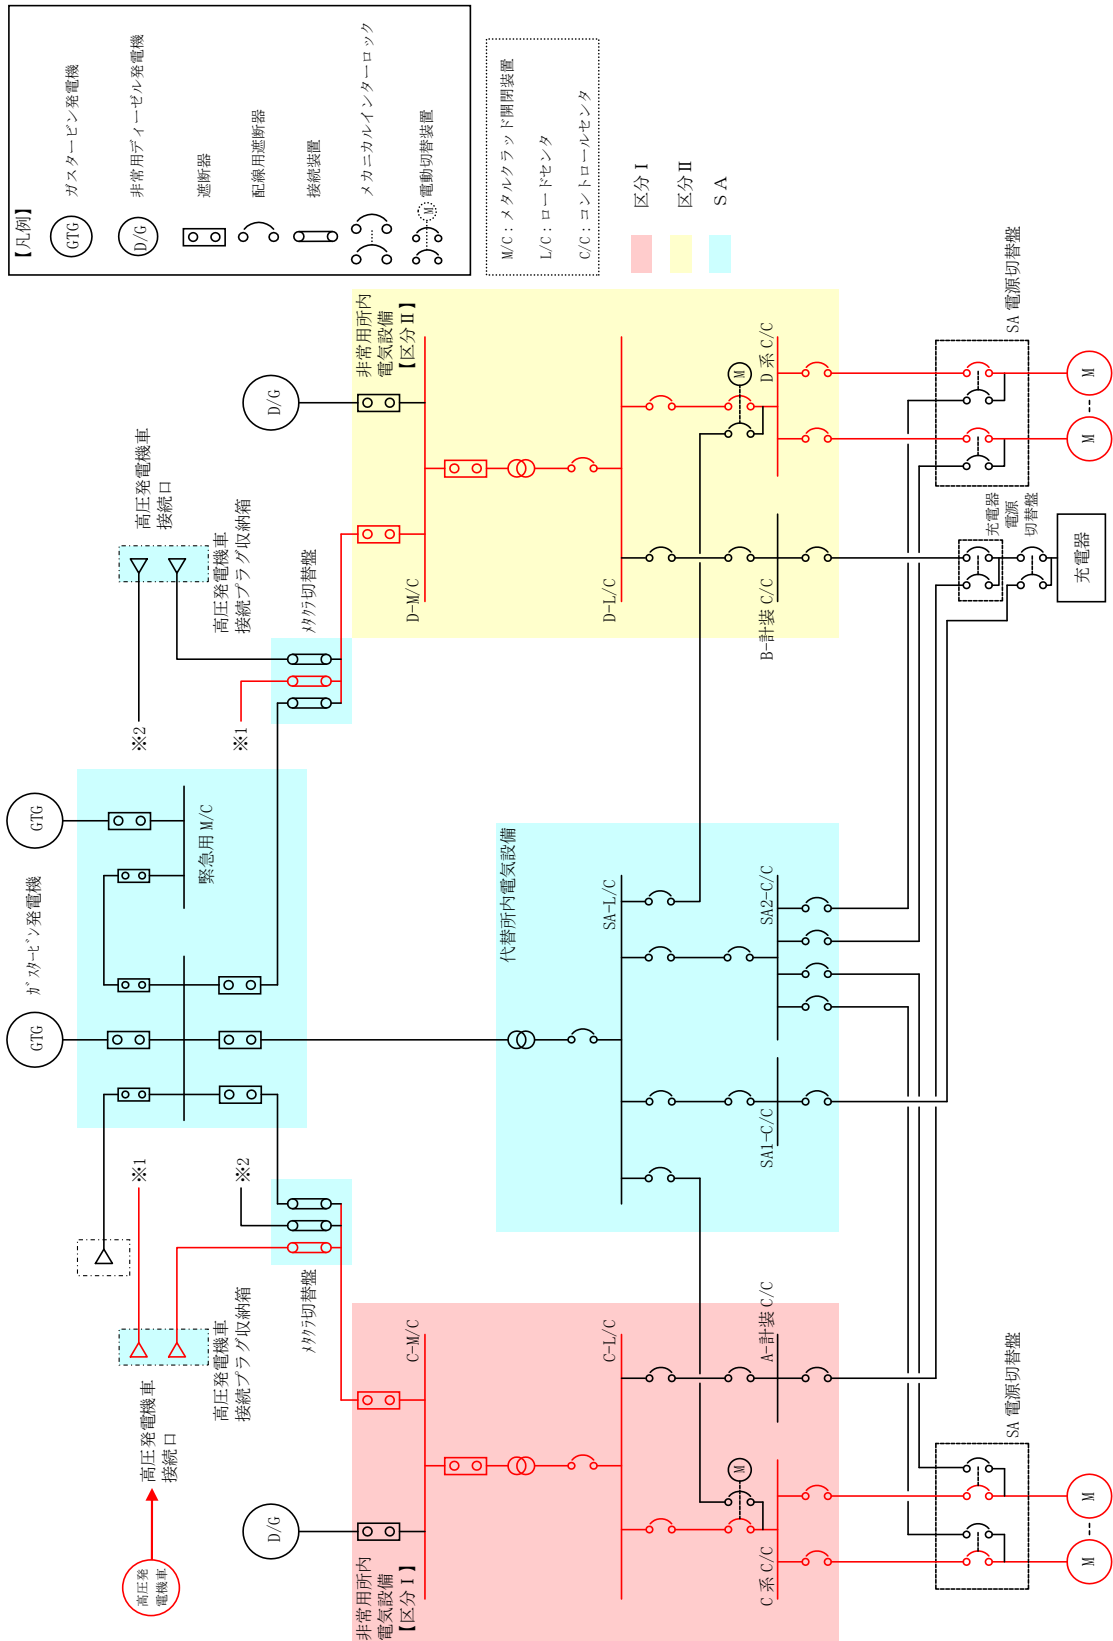 【凡例】
GTG
ガスタービン発電機
D/G
非常用ディーゼル発電機
遮断器
配線用遮断器
接続装置
メカニカルインターロック
M
電動切替装置
M/C：メタルクラッド開閉装置
L/C：ロードセンタ
C/C：コントロールセンタ
区分Ⅰ
区分Ⅱ
SA
高圧発
電機車
高圧発電機車
接続口
高圧発電機車
接続プラグ収納箱
※1
※2
ﾒﾀｸﾗ切替盤
GTG
ｶﾞｽﾀｰﾋﾞﾝ発電機
GTG
緊急用 M/C
※2
※1
高圧発電機車
接続口
高圧発電機車
接続プラグ収納箱
ﾒﾀｸﾗ切替盤
D/G
非常用所内
電気設備
【区分Ⅰ】
C-M/C
C-L/C
M
C 系 C/C
A-計装 C/C
代替所内電気設備
SA-L/C
SA1-C/C
SA2-C/C
D/G
非常用所内
電気設備
【区分Ⅱ】
D-M/C
D-L/C
M
B-計装 C/C
D 系 C/C
SA 電源切替盤
M
M
充電器
電源
切替盤
充電器
SA 電源切替盤
M
M